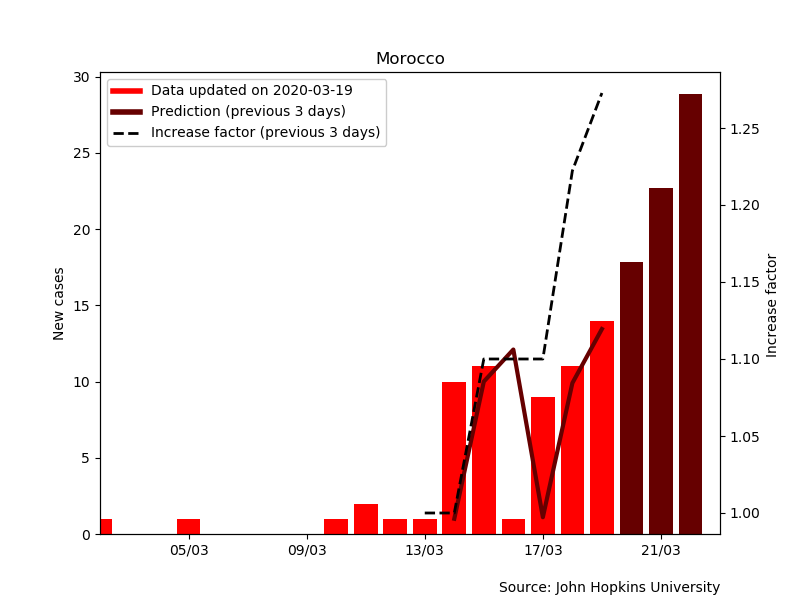 Morocco
Data updated on 2020-03-19
Prediction (previous 3 days)
Increase factor (previous 3 days)
30
25
20
15
10
5
0
New cases
1.25
1.20
1.15
1.10
1.05
1.00
Increase factor
05/03 09/03 13/03 17/03 21/03
Source: John Hopkins University